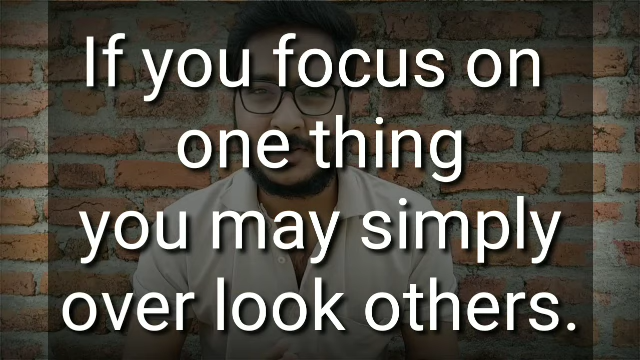 If you focus on
one thing
you may simply
over look others.